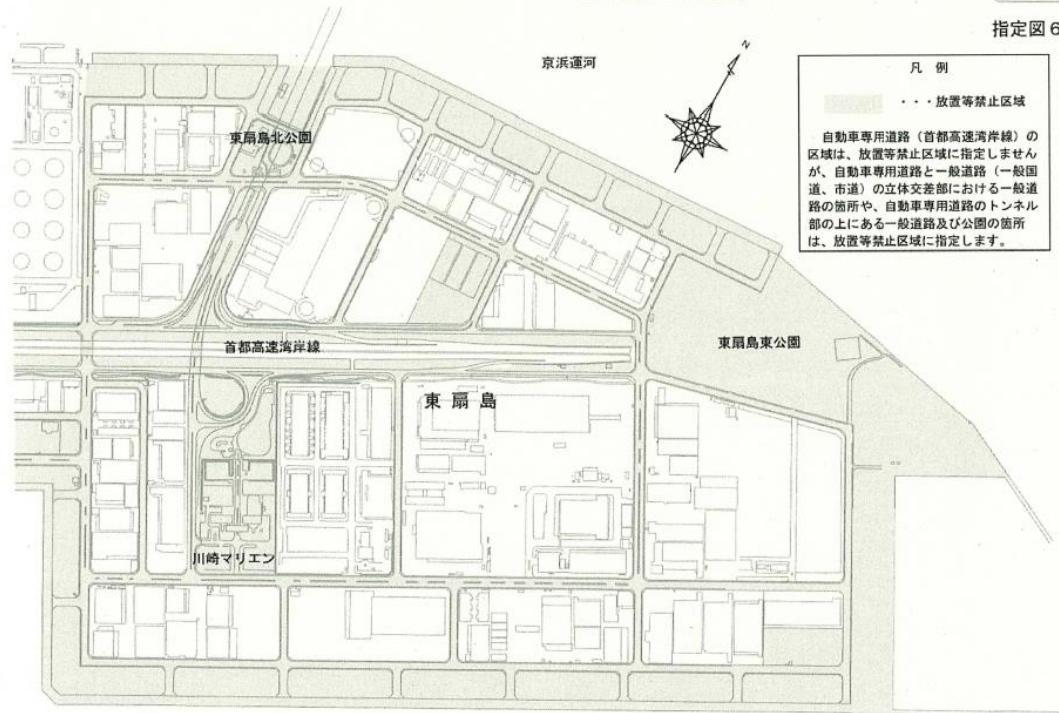 指定図6
京浜運河
N
凡 例
・・・放置等禁止区域
自動車専用道路（首都高速湾岸線）の
区域は、放置等禁止区域に指定しません
が、自動車専用道路と一般道路（一般国
道、市道）の立体交差部における一般道
路の箇所や、自動車専用道路のトンネル
部の上にある一般道路及び公園の箇所
は、放置等禁止区域に指定します。
東扇島北公園
首都高速湾岸線
東扇島東公園
東扇島
川崎マリエン